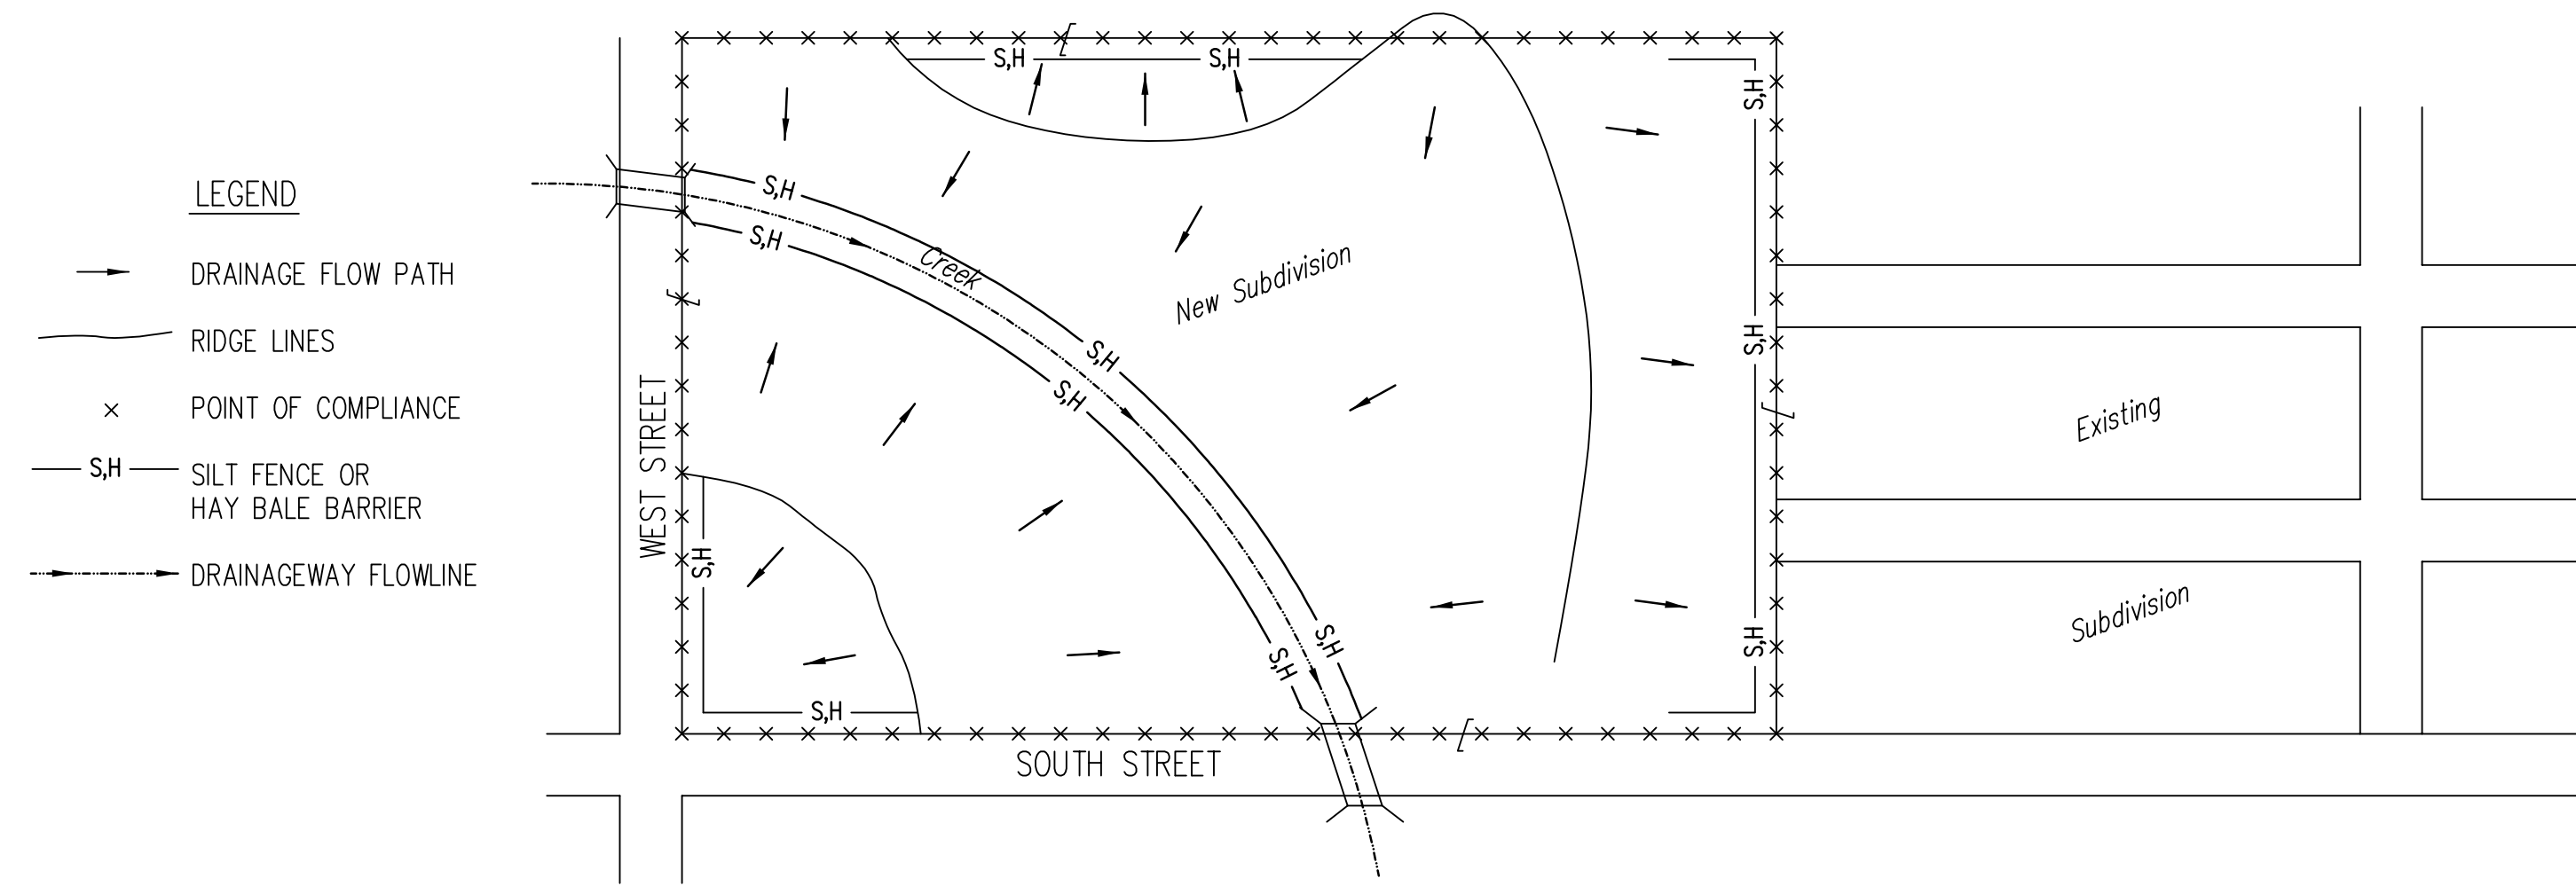 LEGEND
DRAINAGE FLOW PATH
RIDGE LINES
POINT OF COMPLIANCE
S,H
SILT FENCE OR
HAY BALE BARRIER
DRAINAGEWAY FLOWLINE
S,H
S,H
S,H
S,H
S,H
Creek
New Subdivision
S,H
S,H
S,H
WEST STREET
S,H
S,H
S,H
S,H
S,H
S,H
SOUTH STREET
Existing
Subdivision